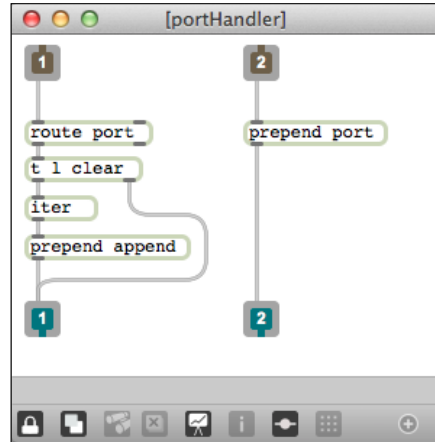 [portHandler]
1 2
route port prepend port
t l clear
iter
prepend append
1 2